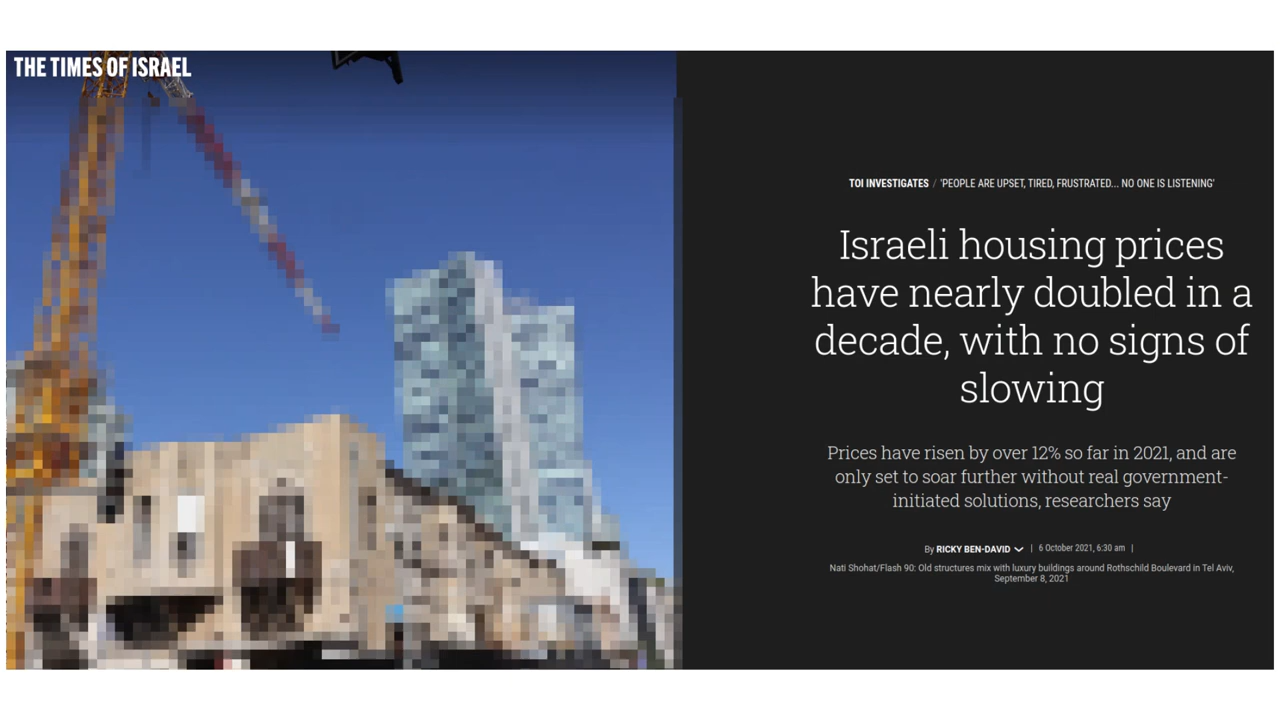 THE TIMES OF ISRAEL
TOI INVESTIGATES / 'PEOPLE ARE UPSET, TIRED, FRUSTRATED... NO ONE IS LISTENING'
Israeli housing prices
have nearly doubled in a
decade, with no signs of
slowing
Prices have risen by over 12% so far in 2021, and are
only set to soar further without real government-
initiated solutions, researchers say
By RICKY BEN-DAVID | 6 October 2021, 6:30 am |
Nati Shohat/Flash 90: Old structures mix with luxury buildings around Rothschild Boulevard in Tel Aviv,
September 8, 2021